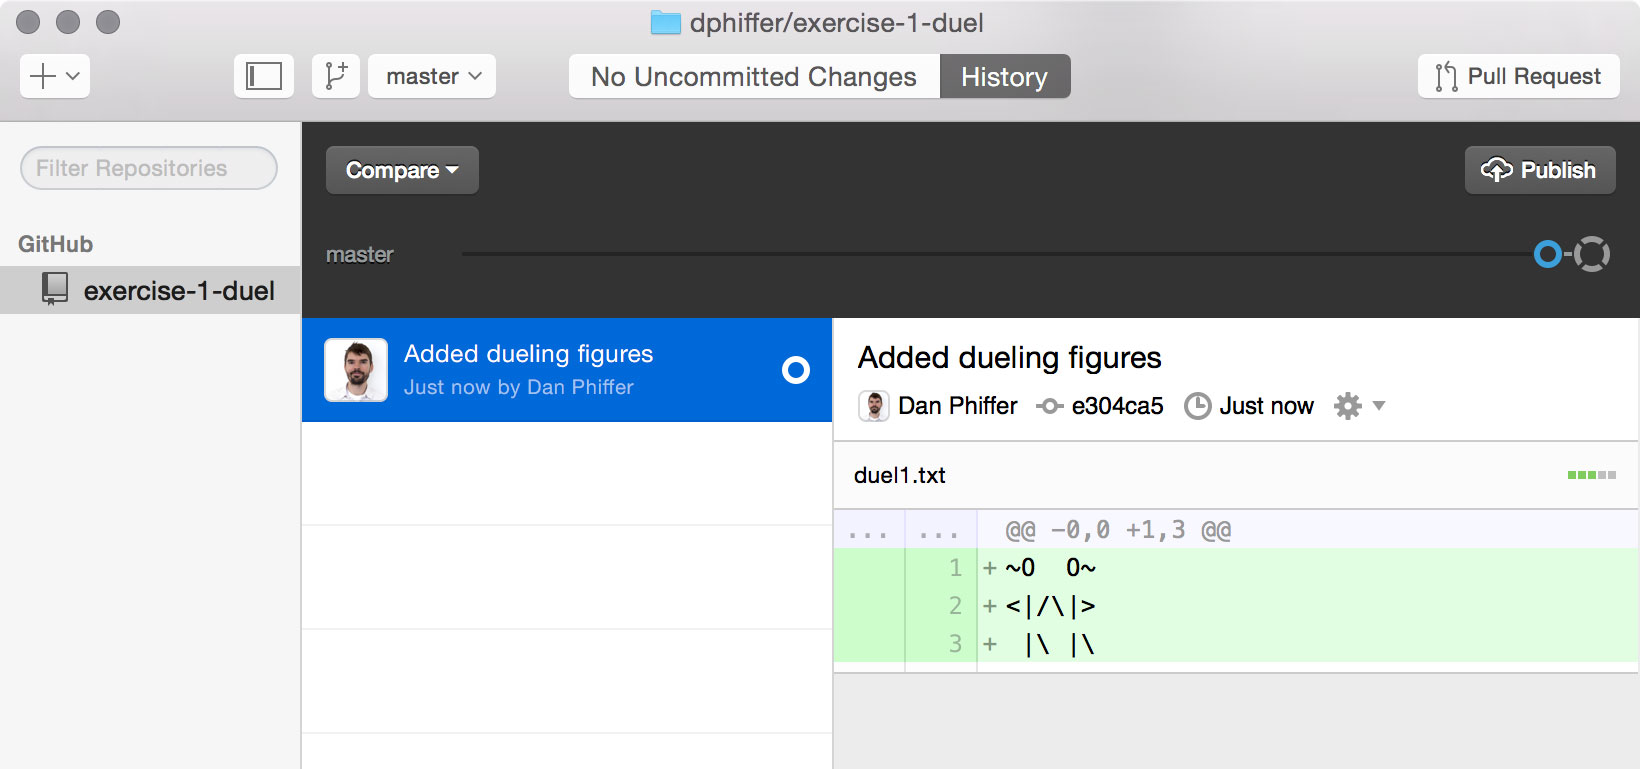 dphiffer/exercise-1-duel
master
No Uncommitted Changes
History
Pull Request
Filter Repositories
GitHub
exercise-1-duel
Compare
Publish
master
Added dueling figures
Just now by Dan Phiffer
Added dueling figures
Dan Phiffer e304ca5 Just now
duel1.txt
... ... @@ -0,0 +1,3 @@
1 + ~O  O~
2 + <|/\|>
3 +  |\ |\